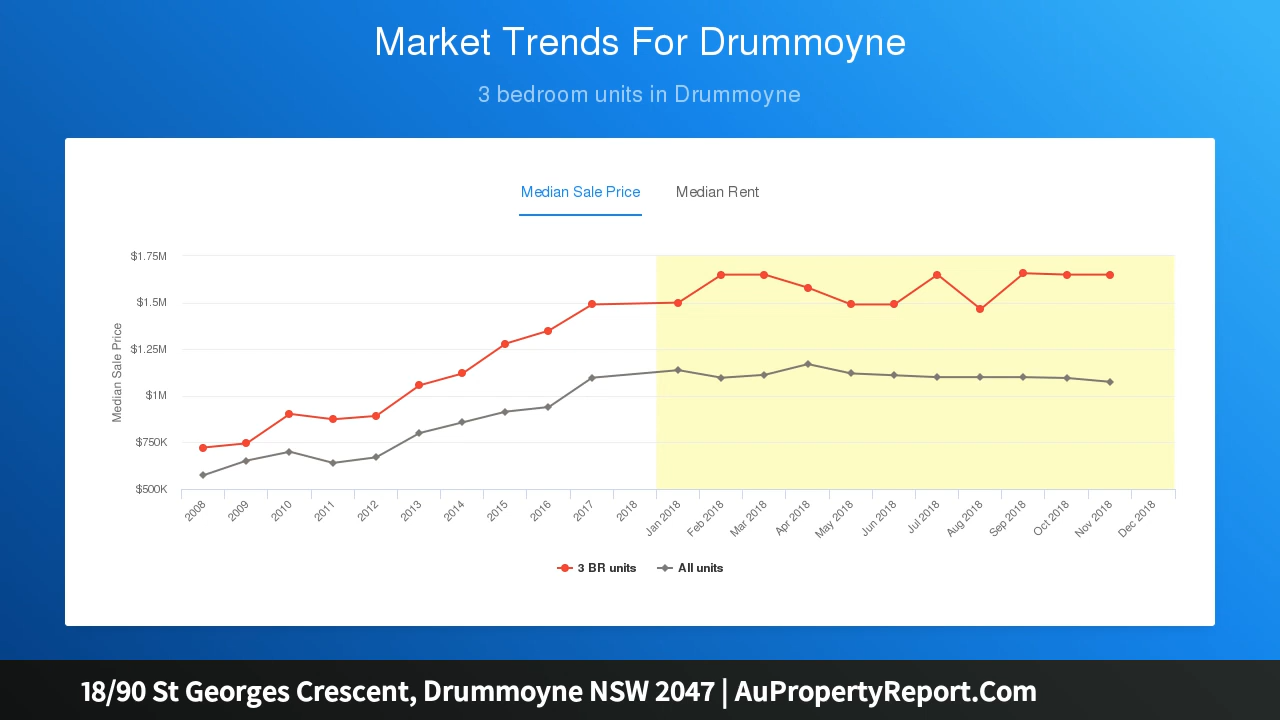 Market Trends For Drummoyne
3 bedroom units in Drummoyne
Median Sale Price Median Rent
$1.75M
$1.5M
$1.25M
$1M
$750K
$500K
Median Sale Price
2008 2009 2010 2011 2012 2013 2014 2015 2016 2017 2018 Jan 2018 Feb 2018 Mar 2018 Apr 2018 May 2018 Jun 2018 Jul 2018 Aug 2018 Sep 2018 Oct 2018 Nov 2018 Dec 2018
3 BR units All units
18/90 St Georges Crescent, Drummoyne NSW 2047 | AuPropertyReport.Com